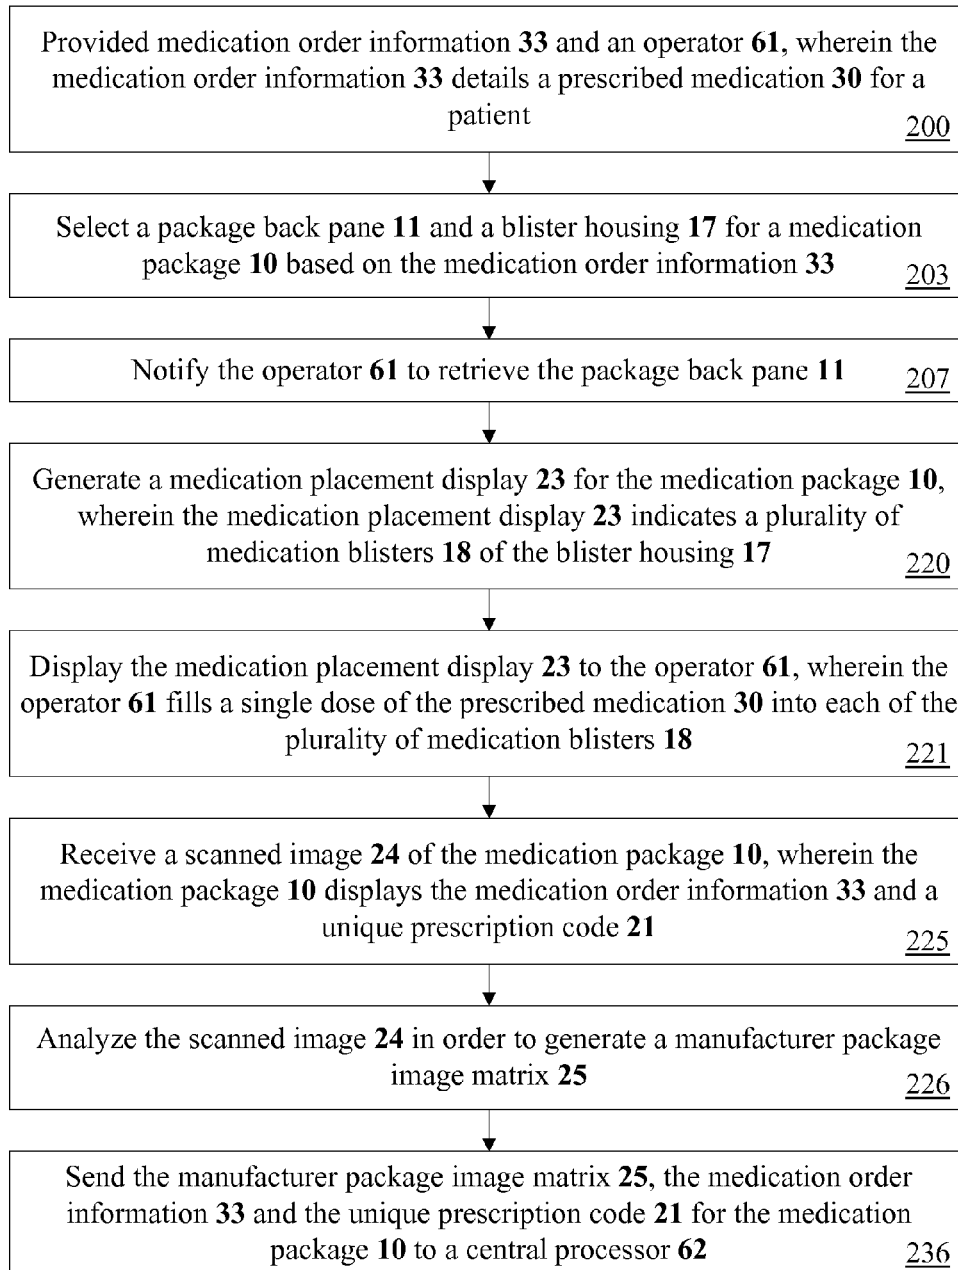 Provided medication order information 33 and an operator 61, wherein the
medication order information 33 details a prescribed medication 30 for a
patient
200
Select a package back pane 11 and a blister housing 17 for a medication
package 10 based on the medication order information 33
203
Notify the operator 61 to retrieve the package back pane 11
207
Generate a medication placement display 23 for the medication package 10,
wherein the medication placement display 23 indicates a plurality of
medication blisters 18 of the blister housing 17
220
Display the medication placement display 23 to the operator 61, wherein the
operator 61 fills a single dose of the prescribed medication 30 into each of the
plurality of medication blisters 18
221
Receive a scanned image 24 of the medication package 10, wherein the
medication package 10 displays the medication order information 33 and a
unique prescription code 21
225
Analyze the scanned image 24 in order to generate a manufacturer package
image matrix 25
226
Send the manufacturer package image matrix 25, the medication order
information 33 and the unique prescription code 21 for the medication
package 10 to a central processor 62
236